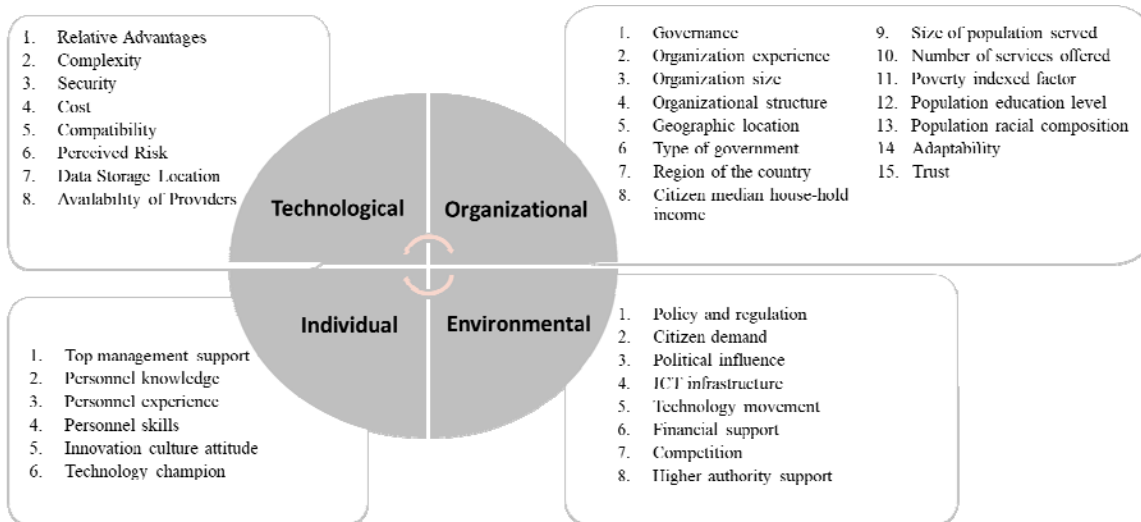 1. Relative Advantages
2. Complexity
3. Security
4. Cost
5. Compatibility
6. Perceived Risk
7. Data Storage Location
8. Availability of Providers
1. Governance
2. Organization experience
3. Organization size
4. Organizational structure
5. Geographic location
6 Type of government
7. Region of the country
8. Citizen median house-hold
income
9. Size of population served
10. Number of services offered
11. Poverty indexed factor
12. Population education level
13. Population racial composition
14 Adaptability
15. Trust
Technological
Organizational
Individual
Environmental
1. Top management support
2. Personnel knowledge
3. Personnel experience
4. Personnel skills
5. Innovation culture attitude
6. Technology champion
1. Policy and regulation
2. Citizen demand
3. Political influence
4. ICT infrastructure
5. Technology movement
6. Financial support
7. Competition
8. Higher authority support